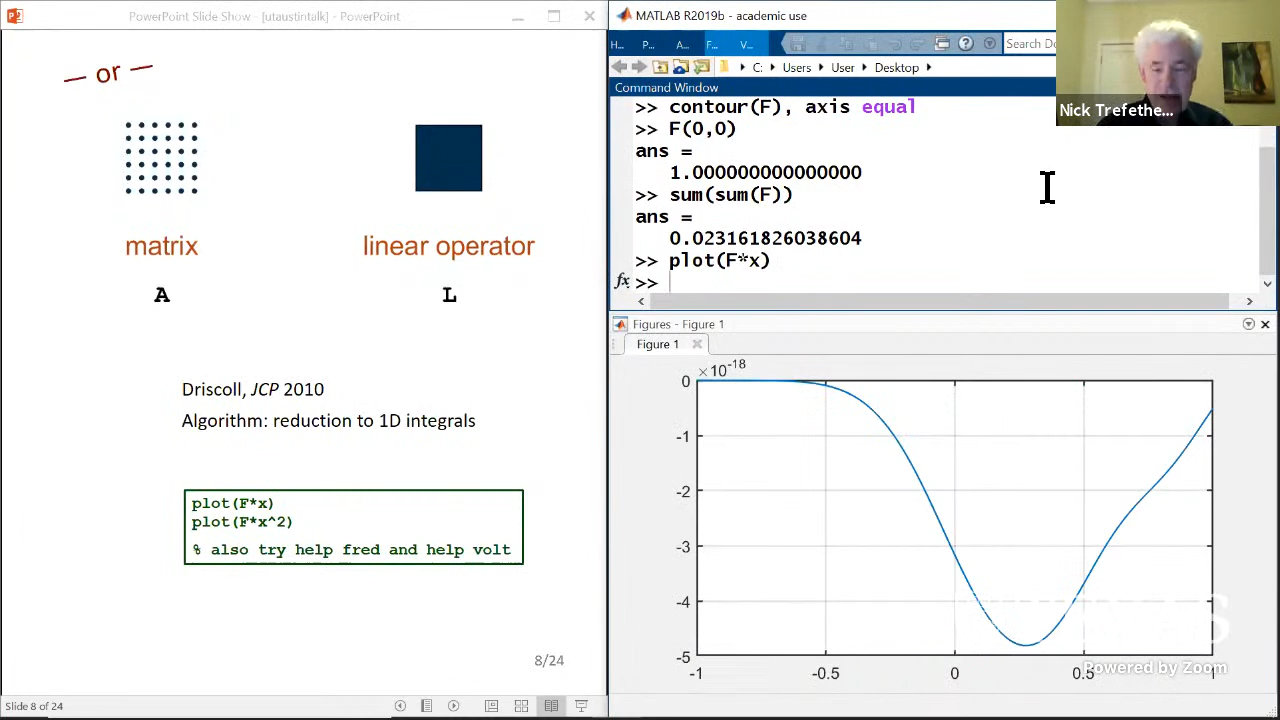 PowerPoint Slide Show - [utaustintalk] - PowerPoint
— or —
matrix
linear operator
A
L
Driscoll, JCP 2010
Algorithm: reduction to 1D integrals
plot(F*x)
plot(F*x^2)
% also try help fred and help volt
8/24
Slide 8 of 24
MATLAB R2019b - academic use
H... P... A... F... V...
Search Do
C: Users User Desktop
Command Window
>> contour(F), axis equal
>> F(0,0)
ans =
1.000000000000000
>> sum(sum(F))
ans =
0.023161826038604
>> plot(F*x)
fx >>
Nick Trefethe...
Figures - Figure 1
Figure 1
×10^-18
0
-1
-2
-3
-4
-5
-1 -0.5 0 0.5 1
Powered by Zoom